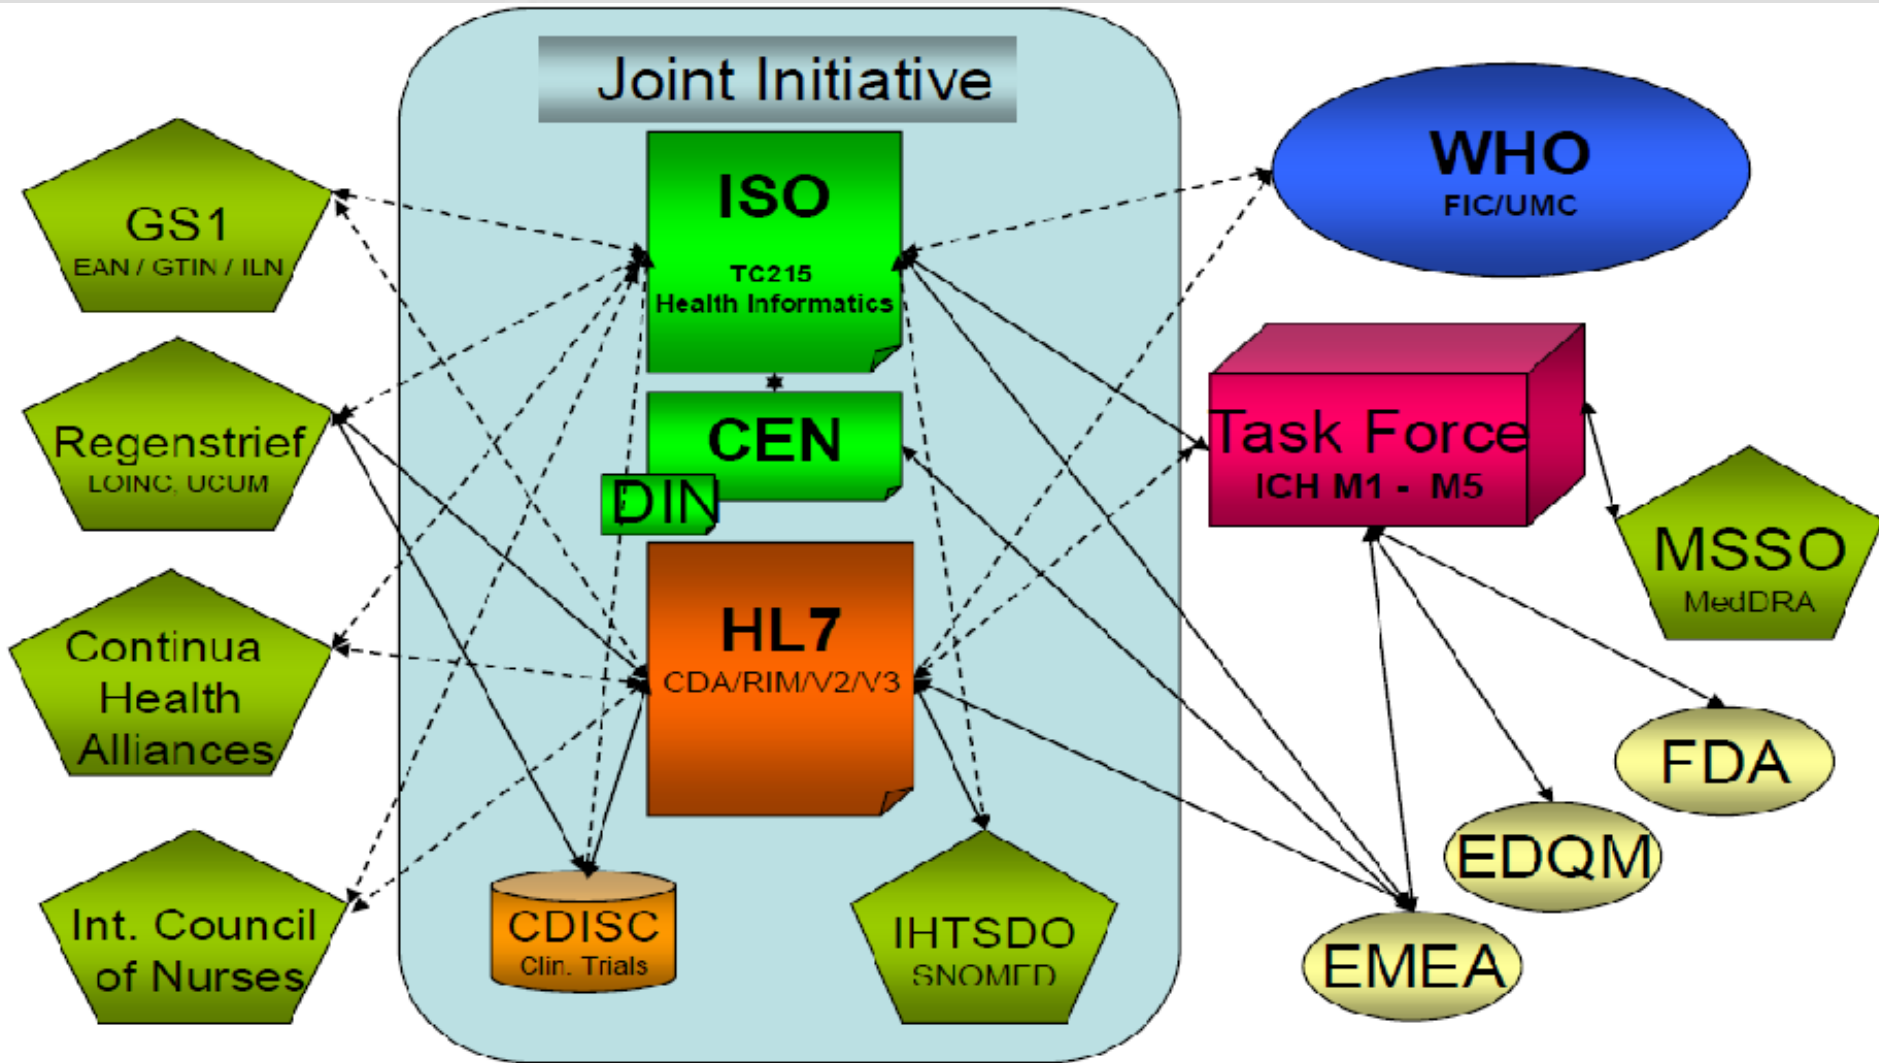 Joint Initiative
ISO
TC215
Health Informatics
CEN
DIN
HL7
CDA/RIM/V2/V3
CDISC
Clin. Trials
IHTSDO
SNOMED
GS1
EAN / GTIN / ILN
Regenstrief
LOINC, UCUM
Continua
Health
Alliances
Int. Council
of Nurses
WHO
FIC/UMC
Task Force
ICH M1 - M5
MSSO
MedDRA
FDA
EDQM
EMEA